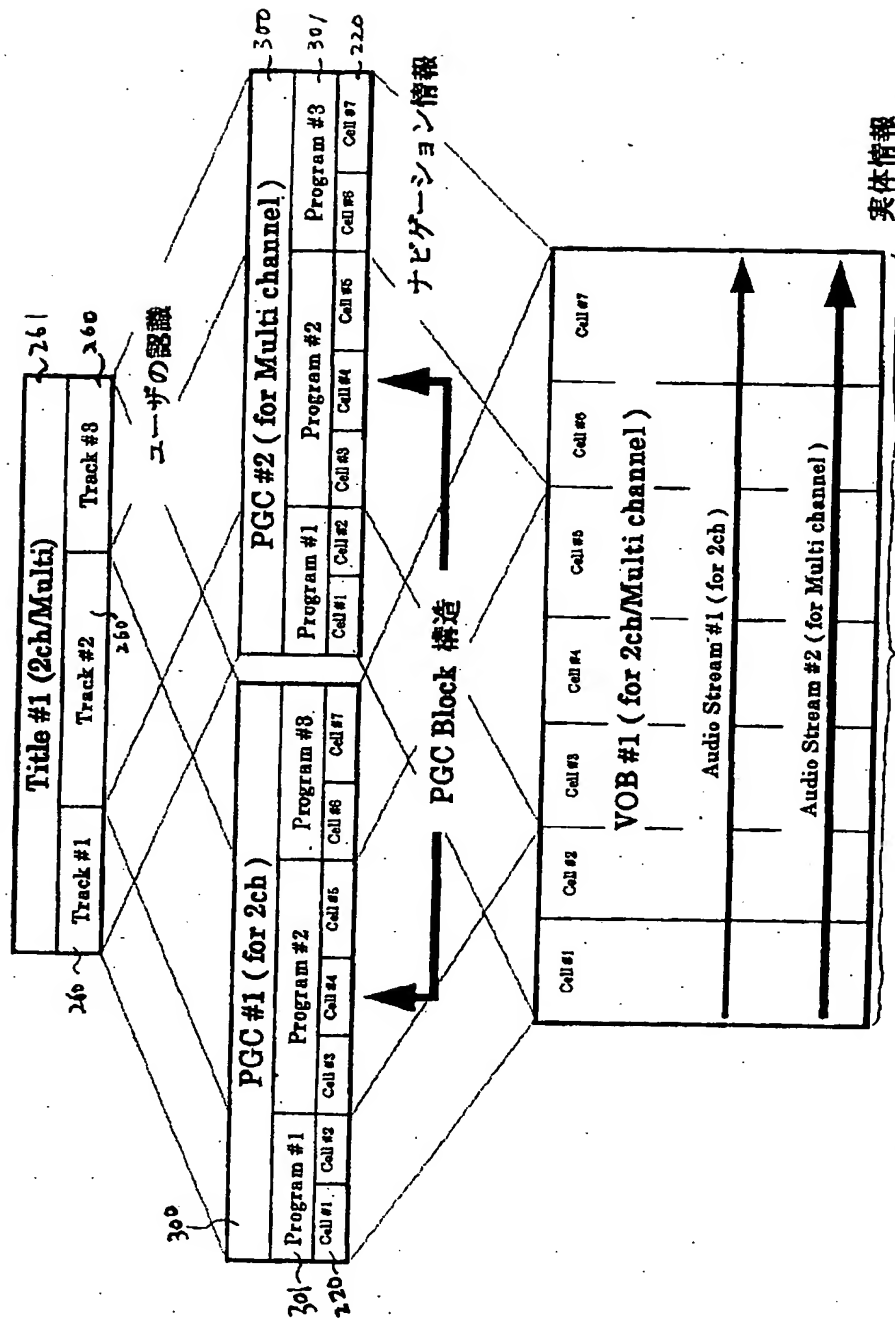 Title #1 (2ch/Multi)
261
Track #1
Track #2
Track #3
260
260
260
ユーザの認識
PGC #1 ( for 2ch )
300
Program #1
Program #2
Program #3
301
Cell #1
Cell #2
Cell #3
Cell #4
Cell #5
Cell #6
Cell #7
220
PGC #2 ( for Multi channel )
300
Program #1
Program #2
Program #3
301
Cell #1
Cell #2
Cell #3
Cell #4
Cell #5
Cell #6
Cell #7
220
ナビゲーション情報
PGC Block 構造
Cell #1
Cell #2
Cell #3
Cell #4
Cell #5
Cell #6
Cell #7
VOB #1 ( for 2ch/Multi channel )
Audio Stream #1 ( for 2ch )
Audio Stream #2 ( for Multi channel )
実体情報